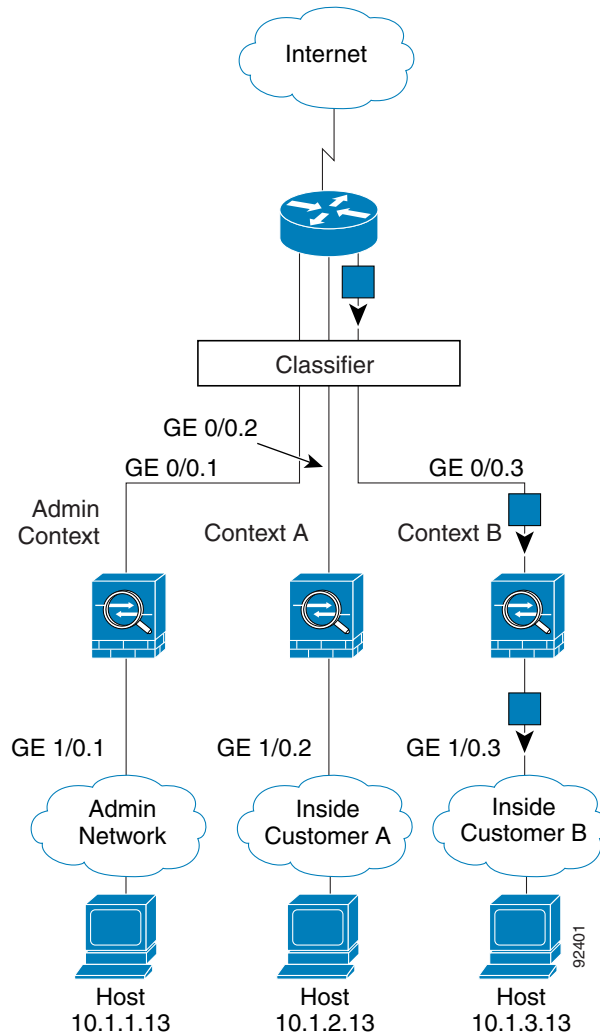 Internet
Classifier
GE 0/0.2
GE 0/0.1
GE 0/0.3
Admin
Context
Context A
Context B
GE 1/0.1
GE 1/0.2
GE 1/0.3
Admin
Network
Inside
Customer A
Inside
Customer B
Host
10.1.1.13
Host
10.1.2.13
Host
10.1.3.13
92401